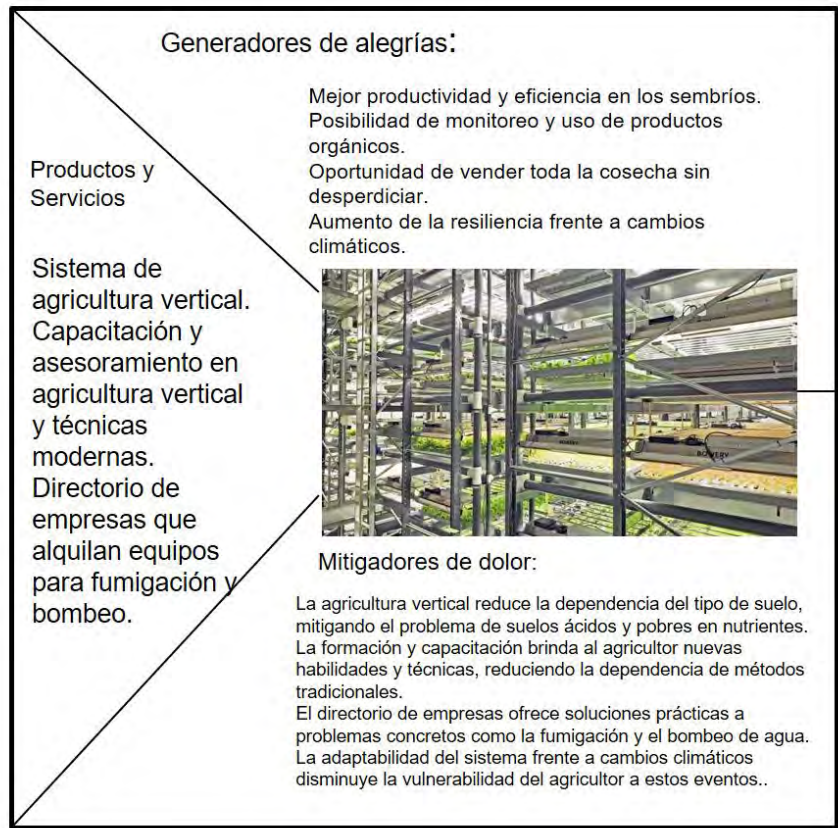 Generadores de alegrías:
Mejor productividad y eficiencia en los sembríos.
Posibilidad de monitoreo y uso de productos
orgánicos.
Oportunidad de vender toda la cosecha sin
desperdiciar.
Aumento de la resiliencia frente a cambios
climáticos.
Productos y
Servicios
Sistema de
agricultura vertical.
Capacitación y
asesoramiento en
agricultura vertical
y técnicas
modernas.
Directorio de
empresas que
alquilan equipos
para fumigación y
bombeo.
BOWERY
BOWERY
Mitigadores de dolor:
La agricultura vertical reduce la dependencia del tipo de suelo,
mitigando el problema de suelos ácidos y pobres en nutrientes.
La formación y capacitación brinda al agricultor nuevas
habilidades y técnicas, reduciendo la dependencia de métodos
tradicionales.
El directorio de empresas ofrece soluciones prácticas a
problemas concretos como la fumigación y el bombeo de agua.
La adaptabilidad del sistema frente a cambios climáticos
disminuye la vulnerabilidad del agricultor a estos eventos..